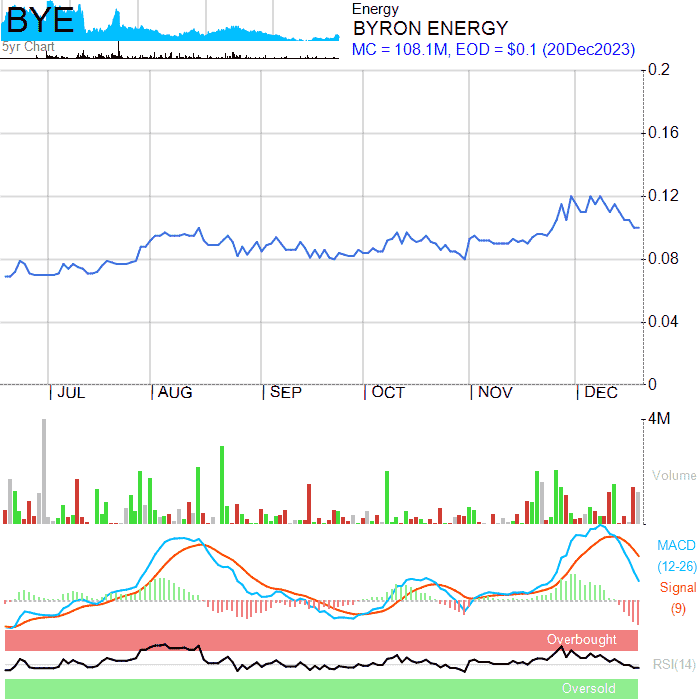 BYE
5yr Chart
Energy
BYRON ENERGY
MC = 108.1M, EOD = $0.1 (20Dec2023)
0.2
0.16
0.12
0.08
0.04
0
JUL AUG SEP OCT NOV DEC
4M
Volume
MACD
(12-26)
Signal
(9)
Overbought
RSI(14)
Oversold